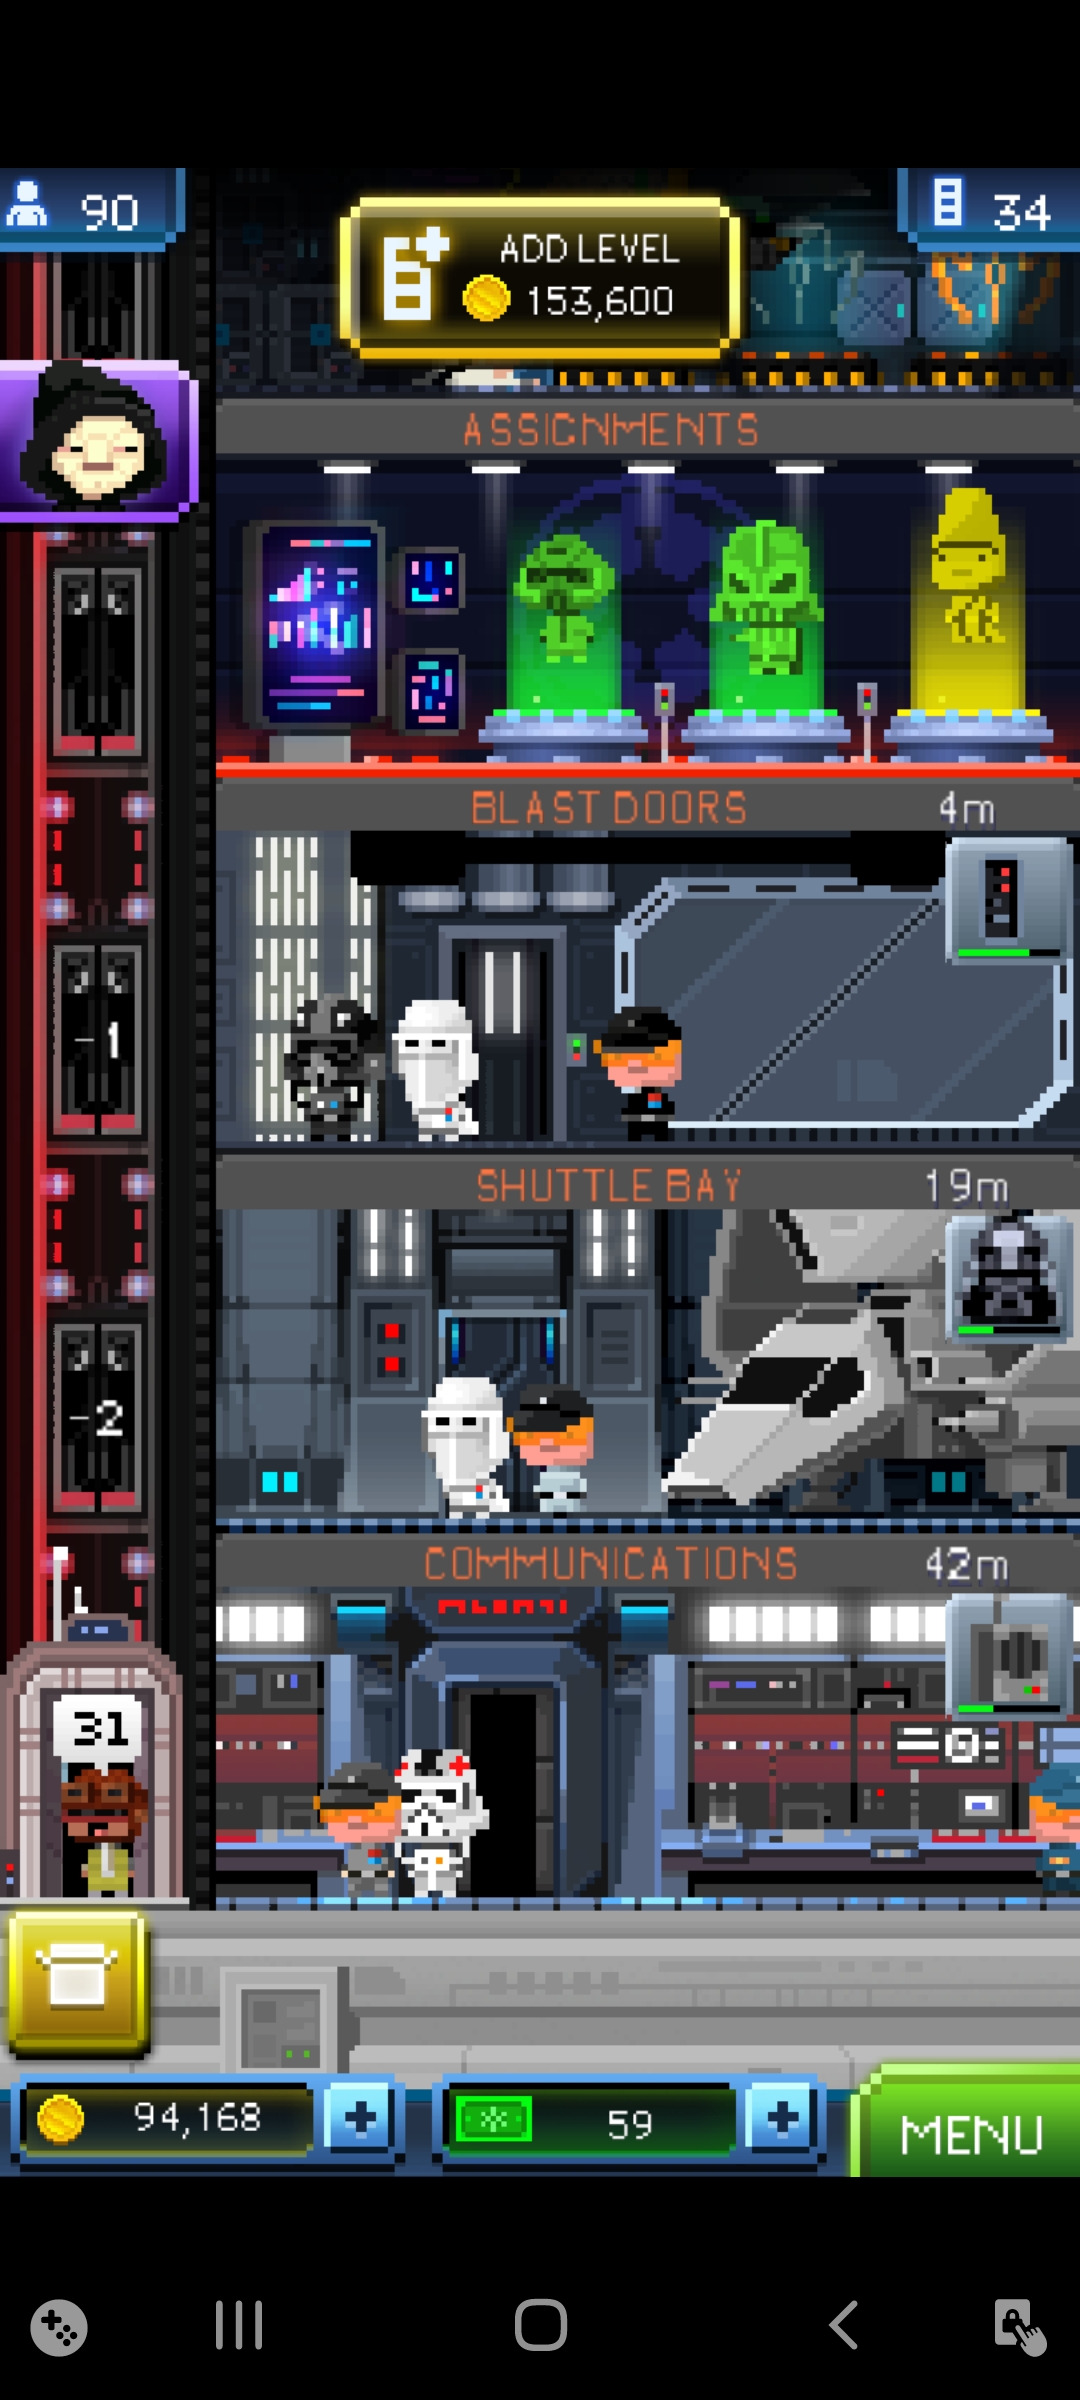 90
ADD LEVEL
153,600
34
ASSIGNMENTS
BLAST DOORS
4m
-1
SHUTTLE BAY
19m
-2
COMMUNICATIONS
42m
31
94,168
59
MENU